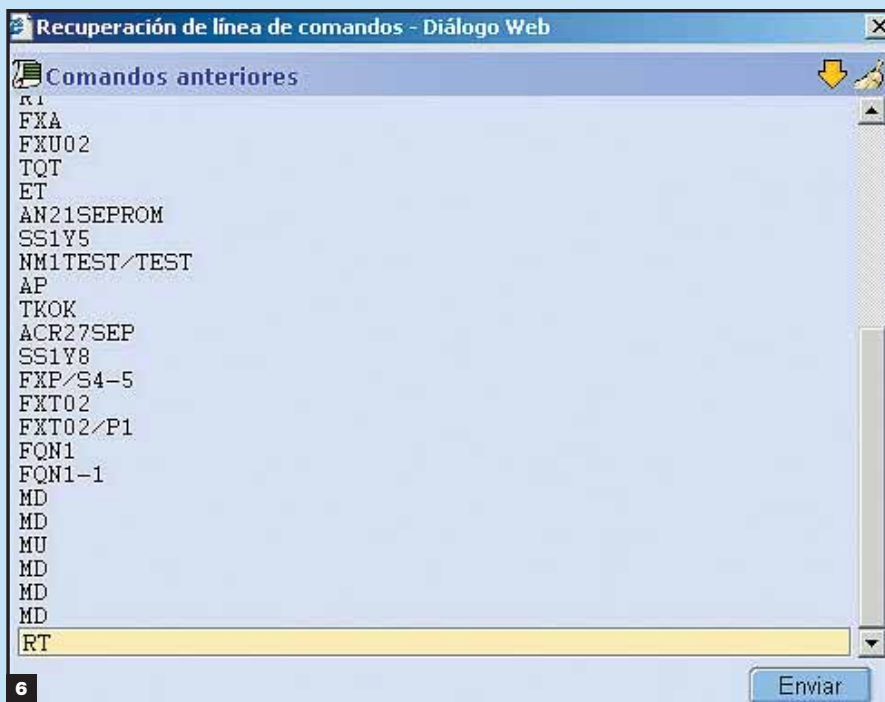 Recuperación de línea de comandos - Diálogo Web
Comandos anteriores
RT
FXA
FXU02
TQT
ET
AN21SEPROM
SS1Y5
NM1TEST/TEST
AP
TKOK
ACR27SEP
SS1Y8
FXP/S4-5
FXT02
FXT02/P1
FQN1
FQN1-1
MD
MD
MU
MD
MD
MD
RT
Enviar
6